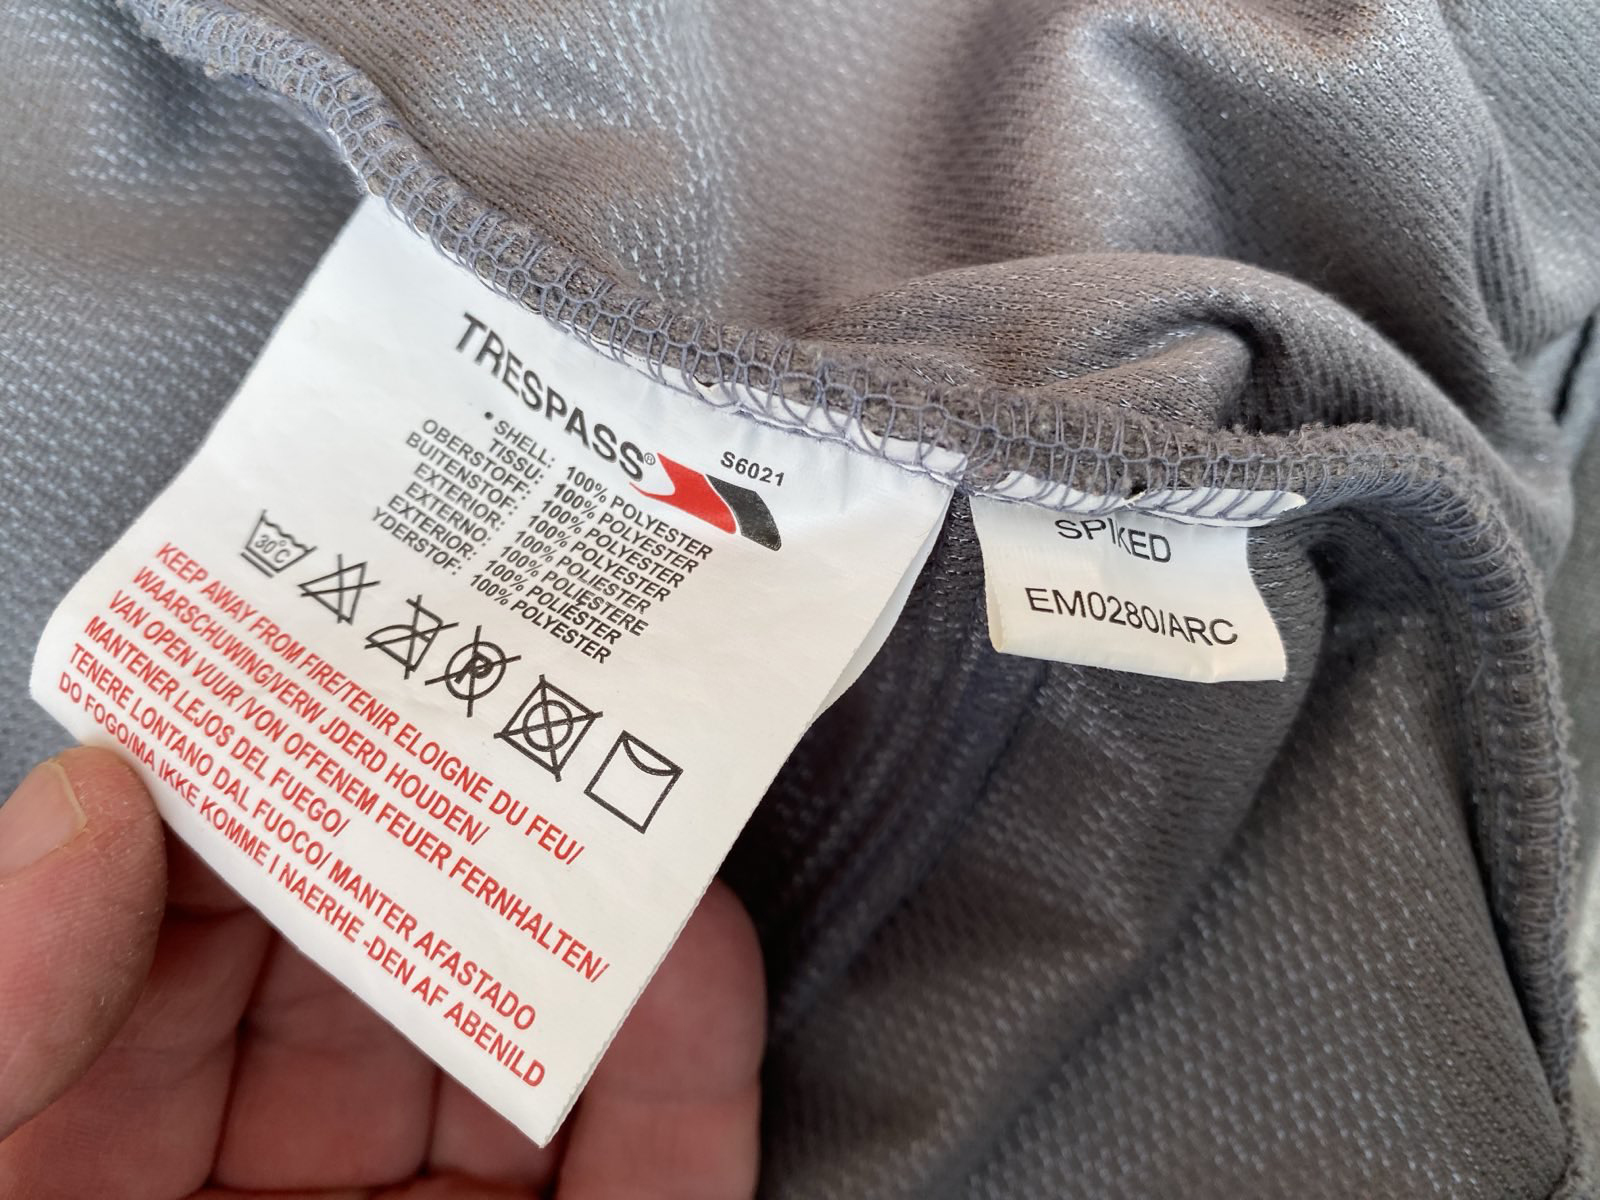 TRESPASS®
S6021
• SHELL: 100% POLYESTER
TISSU: 100% POLYESTER
OBERSTOFF: 100% POLYESTER
BUITENSTOF: 100% POLYESTER
EXTERIOR: 100% POLIESTER
EXTERNO: 100% POLIESTERE
EXTERIOR: 100% POLIÉSTER
YDERSTOF: 100% POLYESTER
30°C
P
KEEP AWAY FROM FIRE/TENIR ELOIGNE DU FEU/
WAARSCHUWING/VERW JDERD HOUDEN/
VAN OPEN VUUR /VON OFFENEM FEUER FERNHALTEN/
MANTENER LEJOS DEL FUEGO/
TENERE LONTANO DAL FUOCO/ MANTER AFASTADO
DO FOGO/MA IKKE KOMME I NAERHE -DEN AF ABENILD
SPIKED
EM0280/ARC